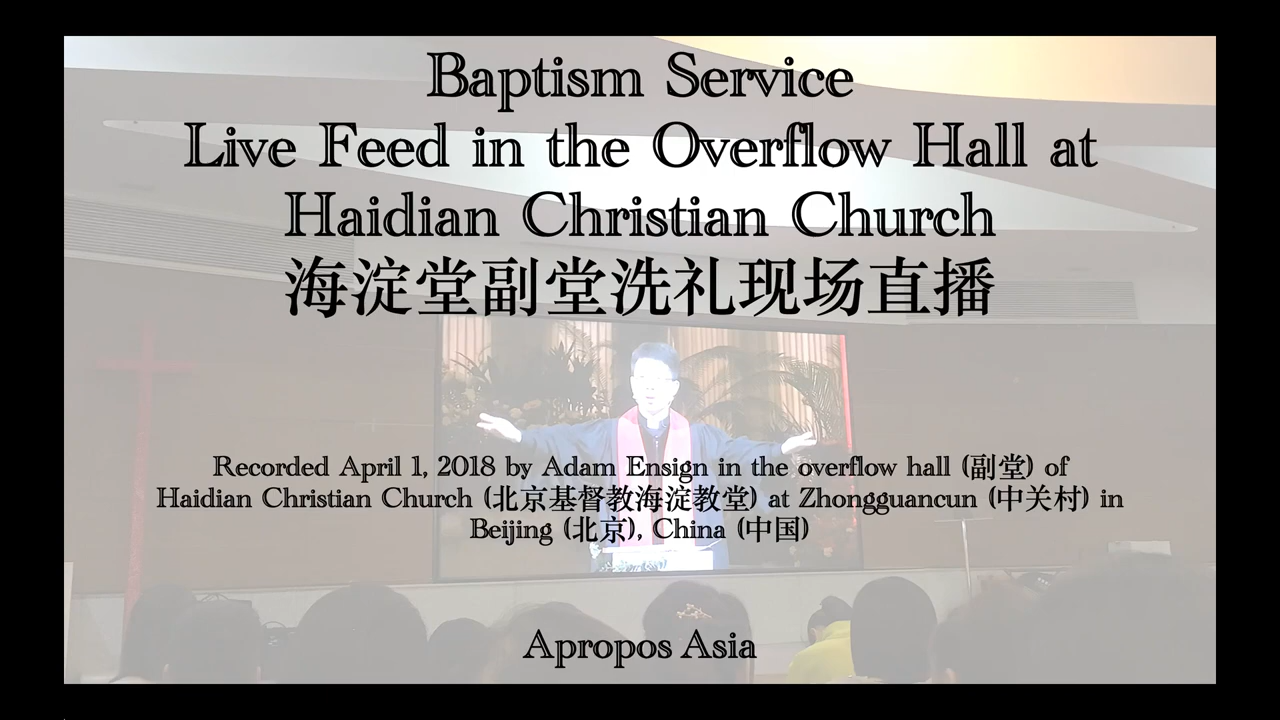 Baptism Service
Live Feed in the Overflow Hall at
Haidian Christian Church
海淀堂副堂洗礼现场直播
Recorded April 1, 2018 by Adam Ensign in the overflow hall (副堂) of
Haidian Christian Church (北京基督教海淀教堂) at Zhongguancun (中关村) in
Beijing (北京), China (中国)
Apropos Asia